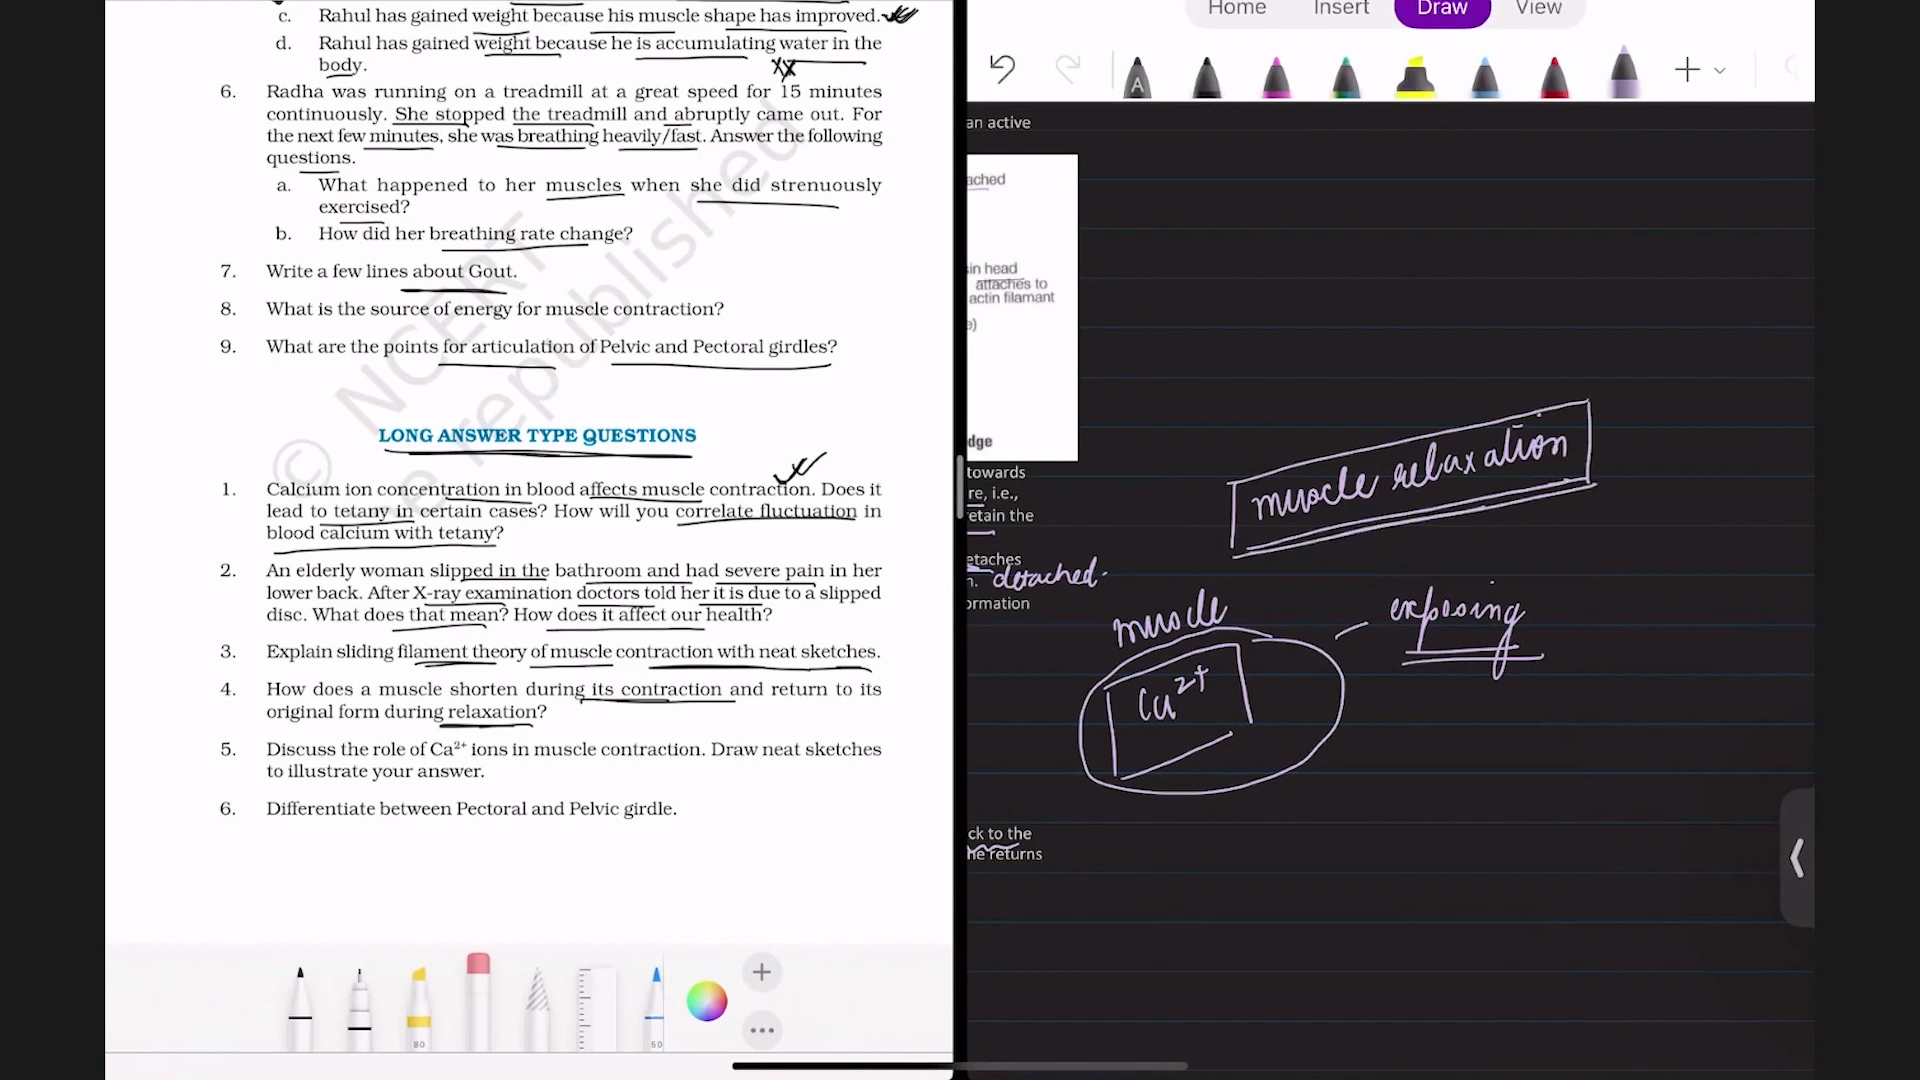 c. Rahul has gained weight because his muscle shape has improved.
d. Rahul has gained weight because he is accumulating water in the
body.
6. Radha was running on a treadmill at a great speed for 15 minutes
continuously. She stopped the treadmill and abruptly came out. For
the next few minutes, she was breathing heavily/fast. Answer the following
questions.
a. What happened to her muscles when she did strenuously
exercised?
b. How did her breathing rate change?
7. Write a few lines about Gout.
8. What is the source of energy for muscle contraction?
9. What are the points for articulation of Pelvic and Pectoral girdles?
© NCERT
e republished
LONG ANSWER TYPE QUESTIONS
1. Calcium ion concentration in blood affects muscle contraction. Does it
lead to tetany in certain cases? How will you correlate fluctuation in
blood calcium with tetany?
2. An elderly woman slipped in the bathroom and had severe pain in her
lower back. After X-ray examination doctors told her it is due to a slipped
disc. What does that mean? How does it affect our health?
3. Explain sliding filament theory of muscle contraction with neat sketches.
4. How does a muscle shorten during its contraction and return to its
original form during relaxation?
5. Discuss the role of Ca²⁺ ions in muscle contraction. Draw neat sketches
to illustrate your answer.
6. Differentiate between Pectoral and Pelvic girdle.
80
50
Home Insert Draw View
A
an active
ached
in head
attaches to
actin filamant
e)
dge
towards
re, i.e.,
etain the
etaches
n. detached.
ormation
muscle relaxation
muscle
Ca²⁺
exposing
ck to the
he returns